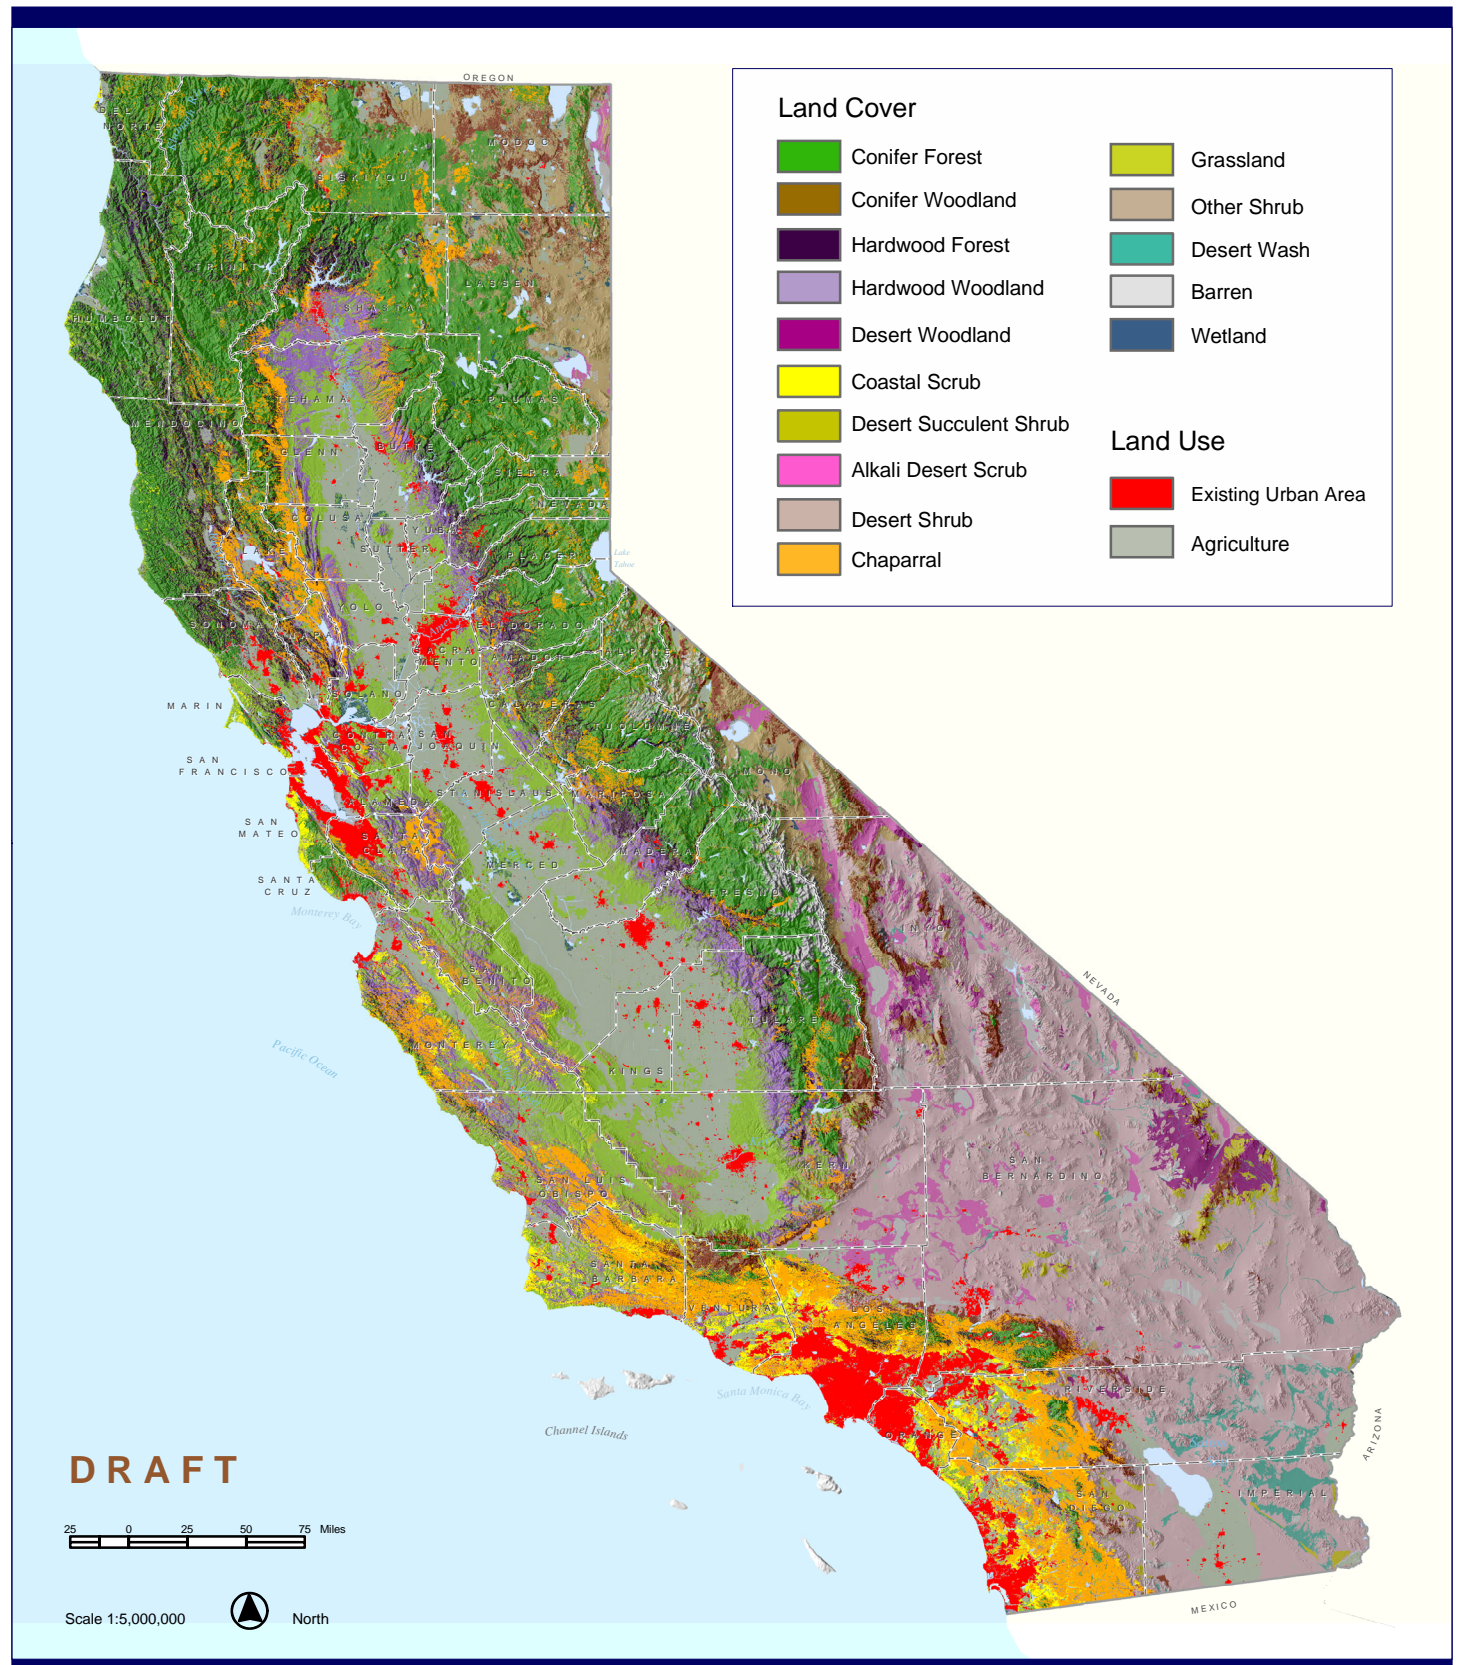 OREGON
DEL
NORTE
MODOC
SISKIYOU
TRINITY
LASSEN
SHASTA
HUMBOLDT
TEHAMA
PLUMAS
MENDOCINO
BUTTE
GLENN
SIERRA
NEVADA
COLUSA
YUBA
SUTTER
LAKE
PLACER
Lake
Tahoe
YOLO
SONOMA
EL DORADO
SACRA
MENTO
AMADOR
ALPINE
SOLANO
CALAVERAS
MARIN
TUOLUMNE
CONTRA
COSTA
SAN
JOAQUIN
SAN
FRANCISCO
MONO
STANISLAUS
MARIPOSA
ALAMEDA
SAN
MATEO
SANTA
CLARA
MADERA
MERCED
SANTA
CRUZ
FRESNO
Monterey Bay
INYO
SAN
BENITO
NEVADA
TULARE
MONTEREY
Pacific Ocean
KINGS
KERN
SAN
BERNARDINO
SAN LUIS
OBISPO
SANTA
BARBARA
VENTURA
LOS
ANGELES
RIVERSIDE
Santa Monica Bay
Channel Islands
ORANGE
ARIZONA
SAN
DIEGO
IMPERIAL
MEXICO
Land Cover
Conifer Forest
Conifer Woodland
Hardwood Forest
Hardwood Woodland
Desert Woodland
Coastal Scrub
Desert Succulent Shrub
Alkali Desert Scrub
Desert Shrub
Chaparral
Grassland
Other Shrub
Desert Wash
Barren
Wetland
Land Use
Existing Urban Area
Agriculture
DRAFT
25 0 25 50 75 Miles
Scale 1:5,000,000
North